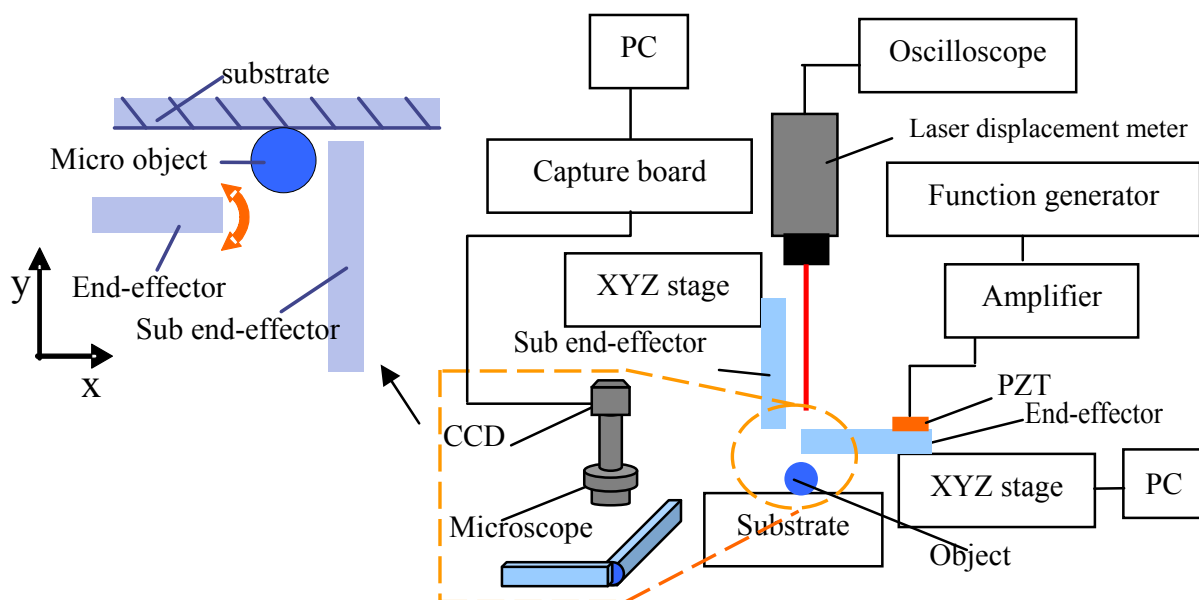 substrate
Micro object
End-effector
Sub end-effector
y
x
PC
Oscilloscope
Laser displacement meter
Capture board
Function generator
XYZ stage
Amplifier
Sub end-effector
PZT
End-effector
CCD
XYZ stage
PC
Microscope
Substrate
Object